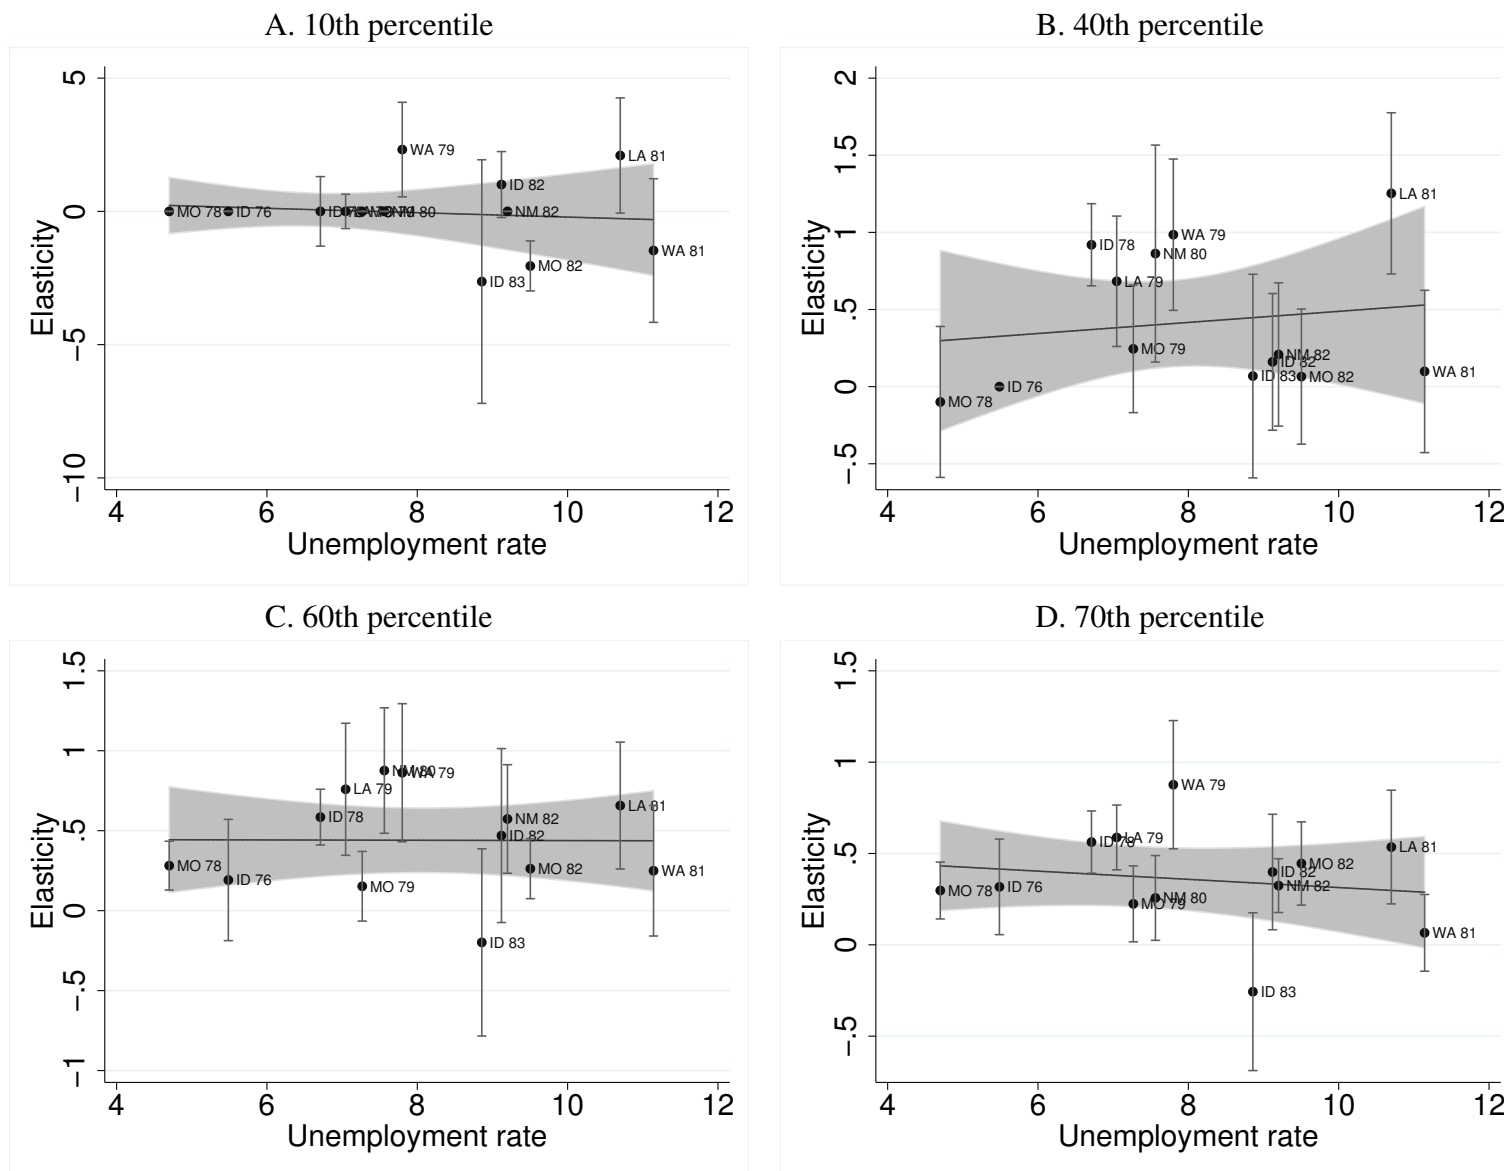 A. 10th percentile
Elasticity
5
0
−5
−10
WA 79
LA 81
ID 82
MO 78
ID 76
NM 80
NM 82
WA 81
MO 82
ID 83
4 6 8 10 12
Unemployment rate
B. 40th percentile
Elasticity
2
1.5
1
.5
0
−.5
LA 81
ID 78
WA 79
NM 80
LA 79
MO 79
NM 82
ID 82
ID 83
MO 82
WA 81
ID 76
MO 78
4 6 8 10 12
Unemployment rate
C. 60th percentile
Elasticity
1.5
1
.5
0
−.5
−1
NM 80
WA 79
LA 79
LA 81
ID 78
NM 82
ID 82
MO 78
ID 76
MO 79
MO 82
WA 81
ID 83
4 6 8 10 12
Unemployment rate
D. 70th percentile
Elasticity
1.5
1
.5
0
−.5
WA 79
ID 78
LA 79
LA 81
MO 82
ID 82
NM 82
MO 78
ID 76
MO 79
NM 80
WA 81
ID 83
4 6 8 10 12
Unemployment rate